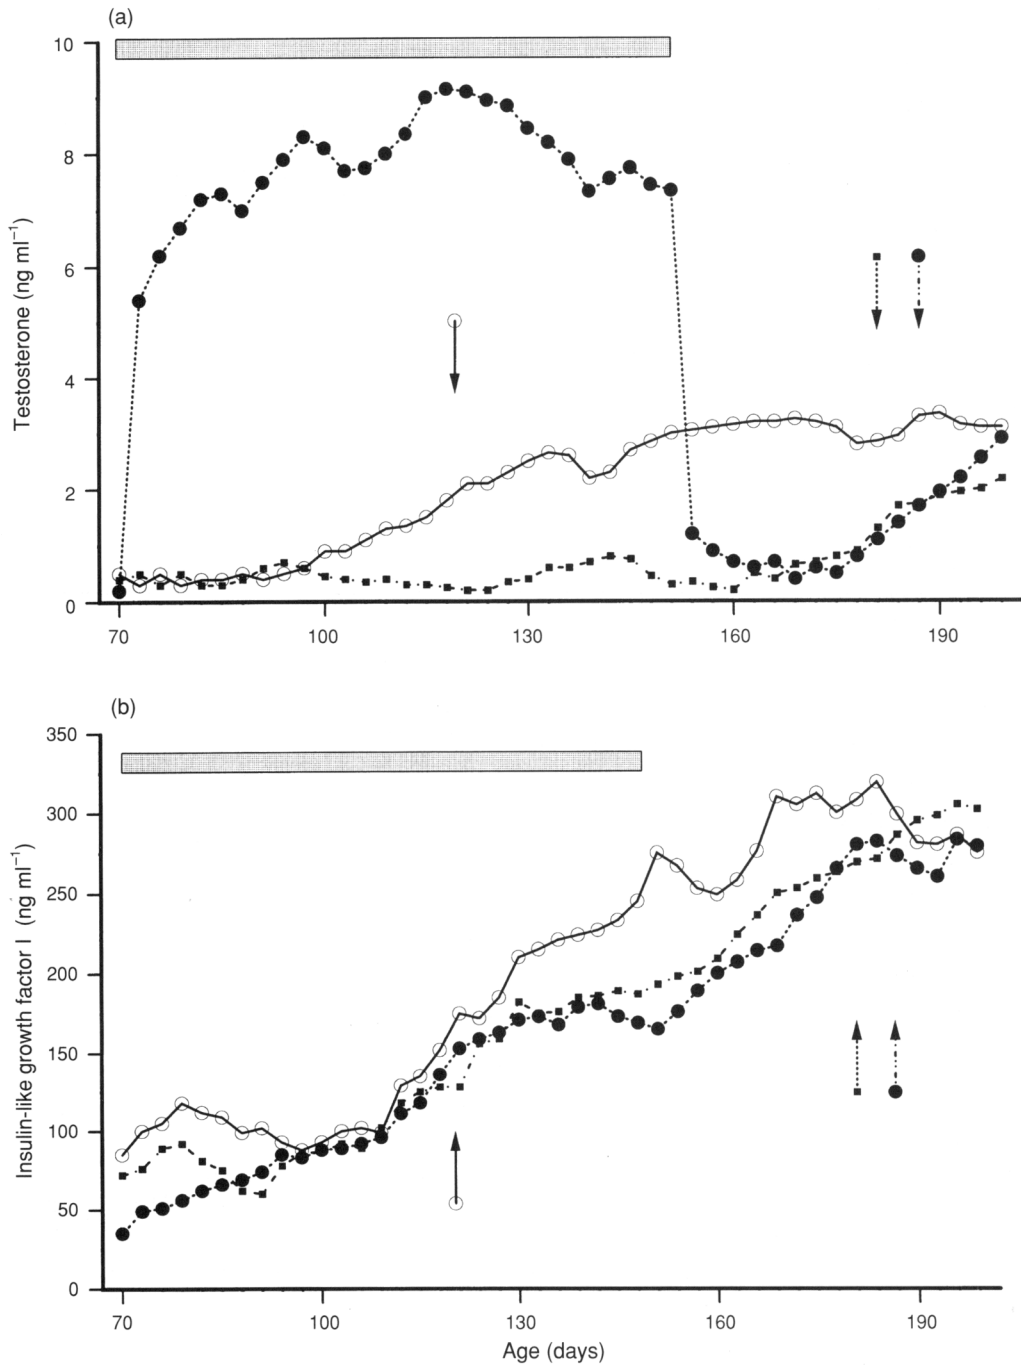 (a)
10
8
6
4
2
0
Testosterone (ng ml⁻¹)
70 100 130 160 190
(b)
350
300
250
200
150
100
50
0
Insulin-like growth factor I (ng ml⁻¹)
70 100 130 160 190
Age (days)